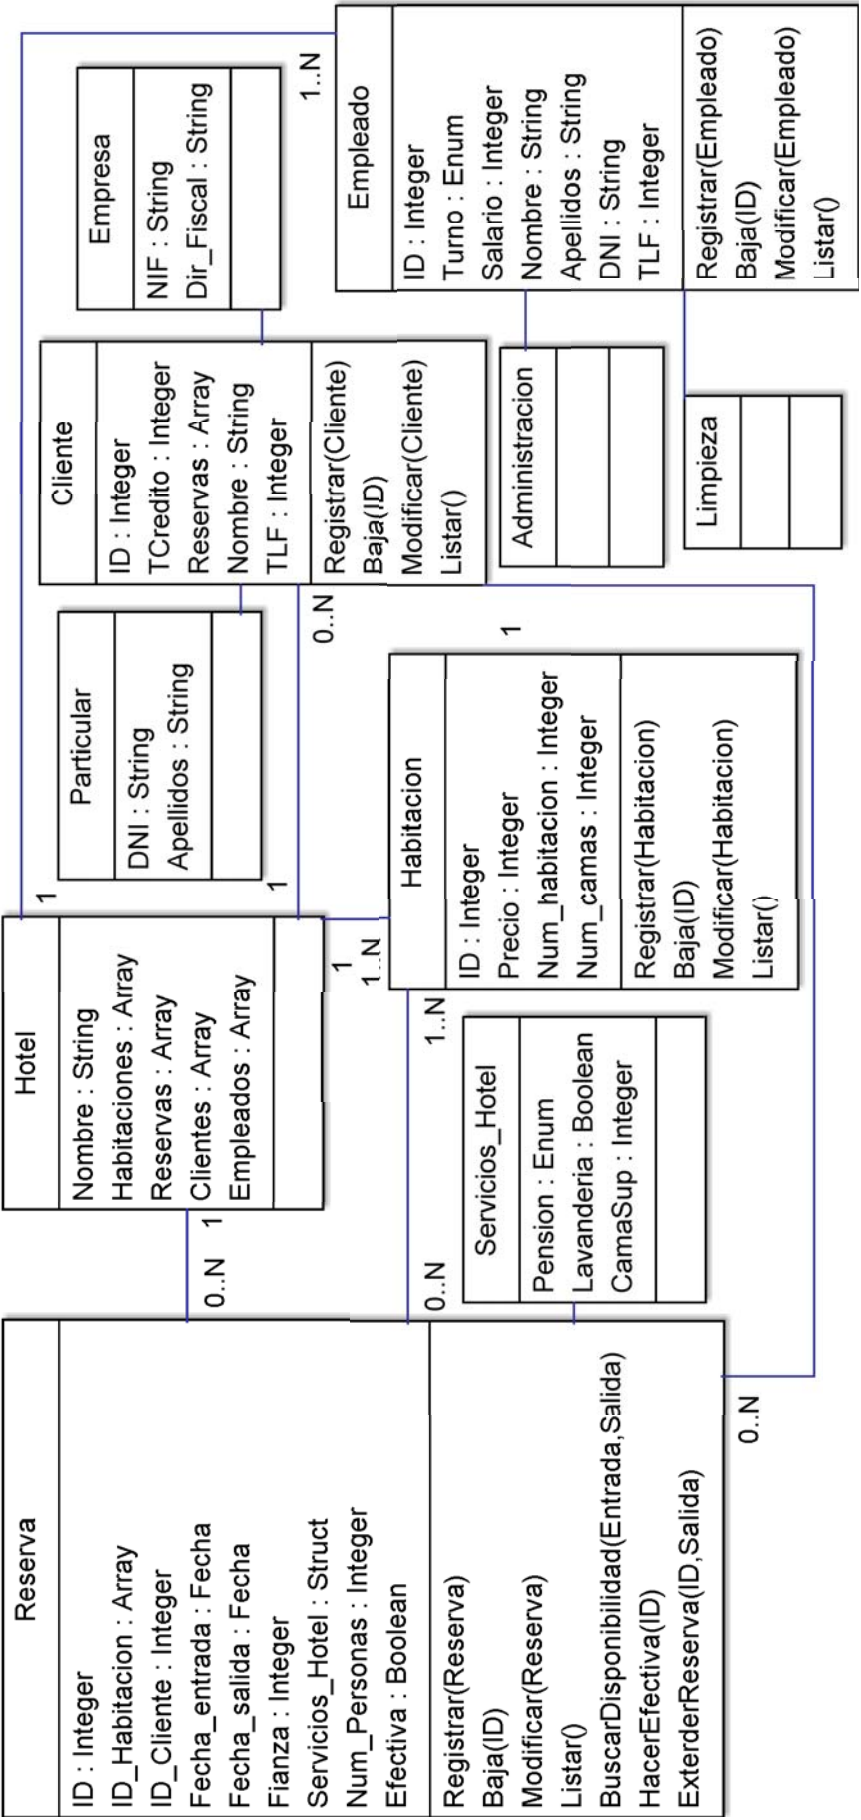 Reserva
ID : Integer
ID_Habitacion : Array
ID_Cliente : Integer
Fecha_entrada : Fecha
Fecha_salida : Fecha
Fianza : Integer
Servicios_Hotel : Struct
Num_Personas : Integer
Efectiva : Boolean
Registrar(Reserva)
Baja(ID)
Modificar(Reserva)
Listar()
BuscarDisponibilidad(Entrada,Salida)
HacerEfectiva(ID)
ExterderReserva(ID,Salida)
0..N
0..N
0..N
1
Hotel
Nombre : String
Habitaciones : Array
Reservas : Array
Clientes : Array
Empleados : Array
1
1
1
1..N
1..N
Servicios_Hotel
Pension : Enum
Lavanderia : Boolean
CamaSup : Integer
Particular
DNI : String
Apellidos : String
Habitacion
ID : Integer
Precio : Integer
Num_habitacion : Integer
Num_camas : Integer
Registrar(Habitacion)
Baja(ID)
Modificar(Habitacion)
Listar()
0..N
1
Cliente
ID : Integer
TCredito : Integer
Reservas : Array
Nombre : String
TLF : Integer
Registrar(Cliente)
Baja(ID)
Modificar(Cliente)
Listar()
Administracion
Limpieza
Empresa
NIF : String
Dir_Fiscal : String
1..N
Empleado
ID : Integer
Turno : Enum
Salario : Integer
Nombre : String
Apellidos : String
DNI : String
TLF : Integer
Registrar(Empleado)
Baja(ID)
Modificar(Empleado)
Listar()